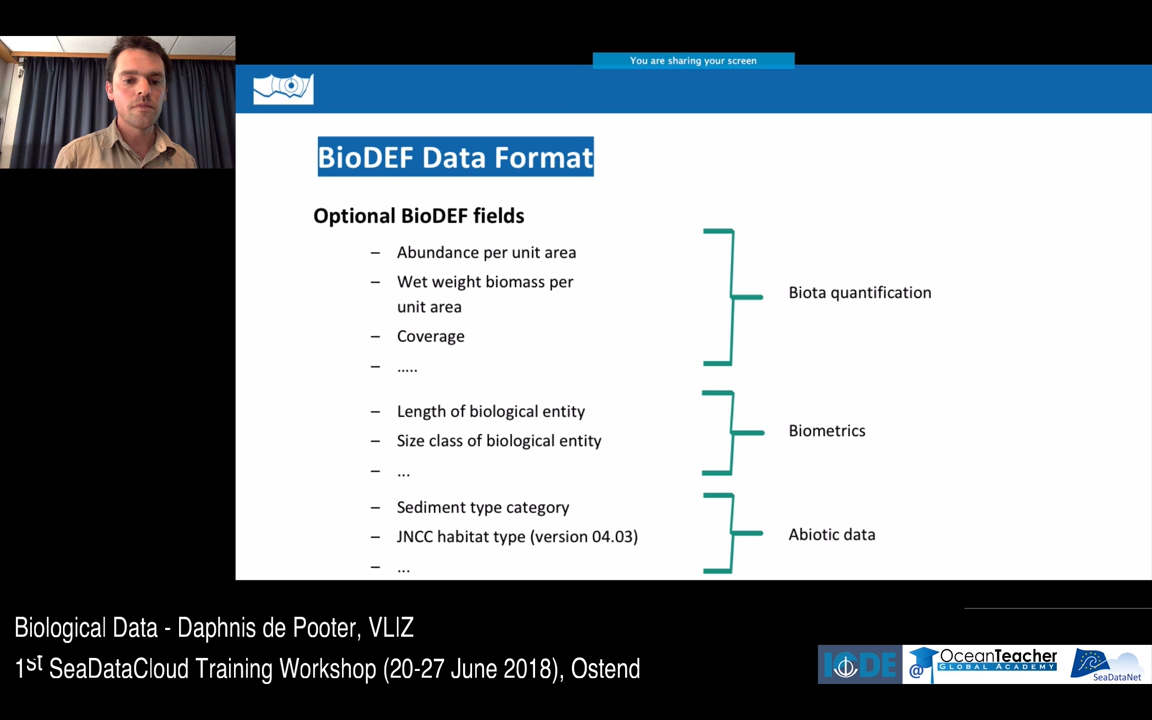 You are sharing your screen
BioDEF Data Format
Optional BioDEF fields
– Abundance per unit area
– Wet weight biomass per
unit area
– Coverage
– .....
Biota quantification
– Length of biological entity
– Size class of biological entity
– ...
Biometrics
– Sediment type category
– JNCC habitat type (version 04.03)
– ...
Abiotic data
Biological Data - Daphnis de Pooter, VLIZ
1st SeaDataCloud Training Workshop (20-27 June 2018), Ostend
IODE
@ OceanTeacher
GLOBAL ACADEMY
SeaDataNet